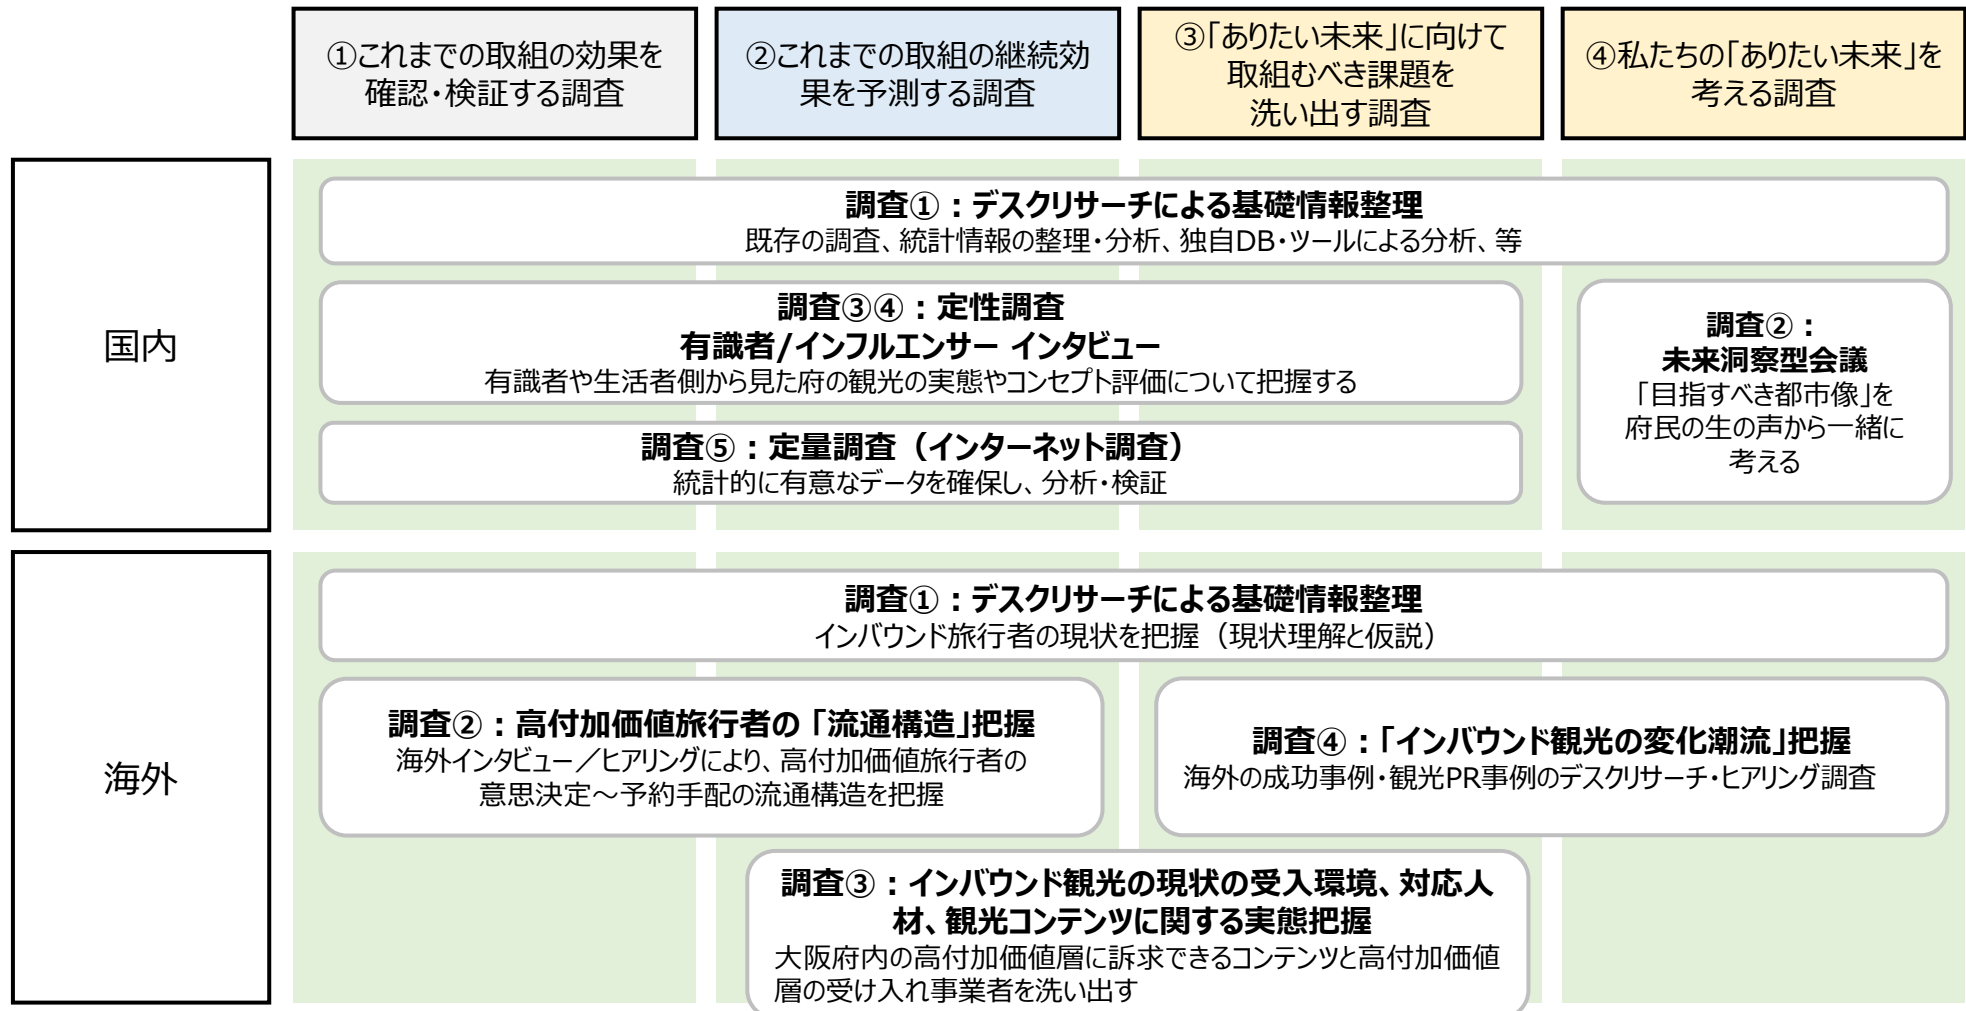 ①これまでの取組の効果を
確認・検証する調査
②これまでの取組の継続効
果を予測する調査
③「ありたい未来」に向けて
取組むべき課題を
洗い出す調査
④私たちの「ありたい未来」を
考える調査
国内
調査①：デスクリサーチによる基礎情報整理
既存の調査、統計情報の整理・分析、独自DB・ツールによる分析、等
調査③④：定性調査
有識者/インフルエンサー インタビュー
有識者や生活者側から見た府の観光の実態やコンセプト評価について把握する
調査⑤：定量調査（インターネット調査）
統計的に有意なデータを確保し、分析・検証
調査②：
未来洞察型会議
「目指すべき都市像」を
府民の生の声から一緒に
考える
海外
調査①：デスクリサーチによる基礎情報整理
インバウンド旅行者の現状を把握（現状理解と仮説）
調査②：高付加価値旅行者の「流通構造」把握
海外インタビュー／ヒアリングにより、高付加価値旅行者の
意思決定～予約手配の流通構造を把握
調査④：「インバウンド観光の変化潮流」把握
海外の成功事例・観光PR事例のデスクリサーチ・ヒアリング調査
調査③：インバウンド観光の現状の受入環境、対応人
材、観光コンテンツに関する実態把握
大阪府内の高付加価値層に訴求できるコンテンツと高付加価値
層の受け入れ事業者を洗い出す